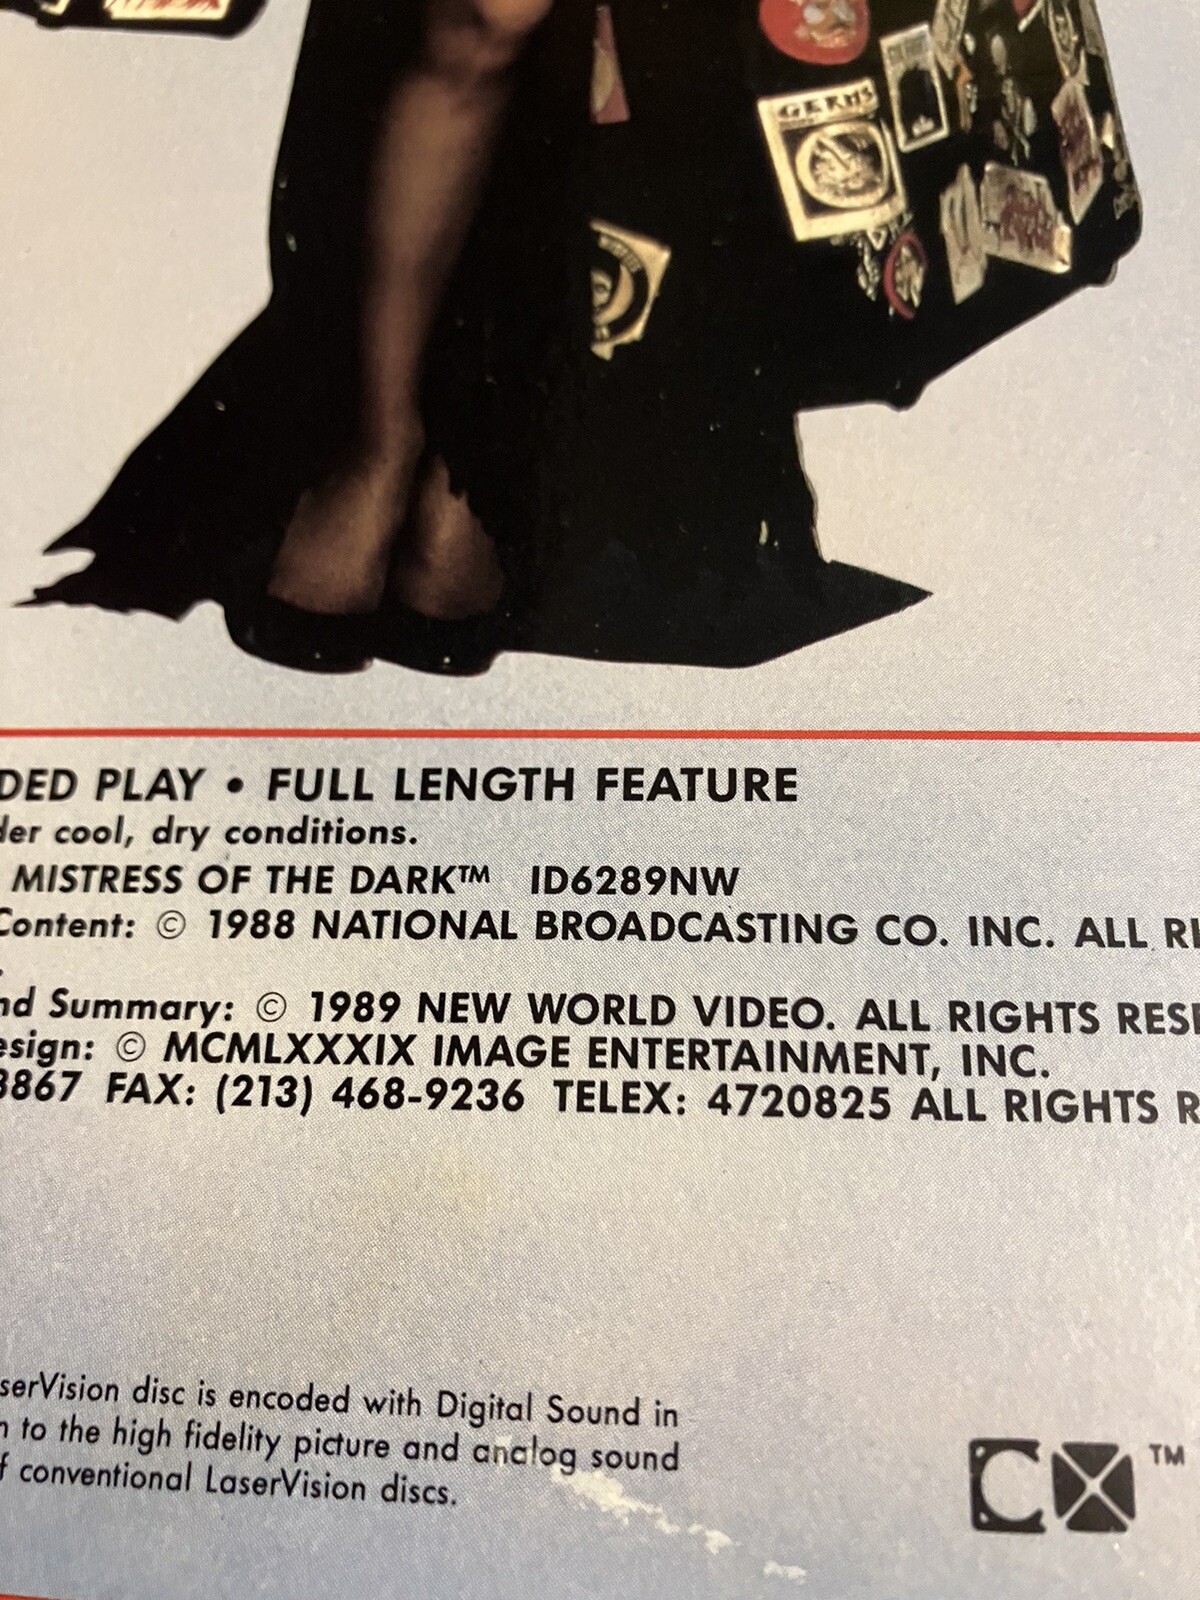 GERMS
DED PLAY • FULL LENGTH FEATURE
der cool, dry conditions.
MISTRESS OF THE DARK™ ID6289NW
Content: © 1988 NATIONAL BROADCASTING CO. INC. ALL RI
.
nd Summary: © 1989 NEW WORLD VIDEO. ALL RIGHTS RESE
esign: © MCMLXXXIX IMAGE ENTERTAINMENT, INC.
3867 FAX: (213) 468-9236 TELEX: 4720825 ALL RIGHTS R
serVision disc is encoded with Digital Sound in
n to the high fidelity picture and analog sound
f conventional LaserVision discs.
CX™